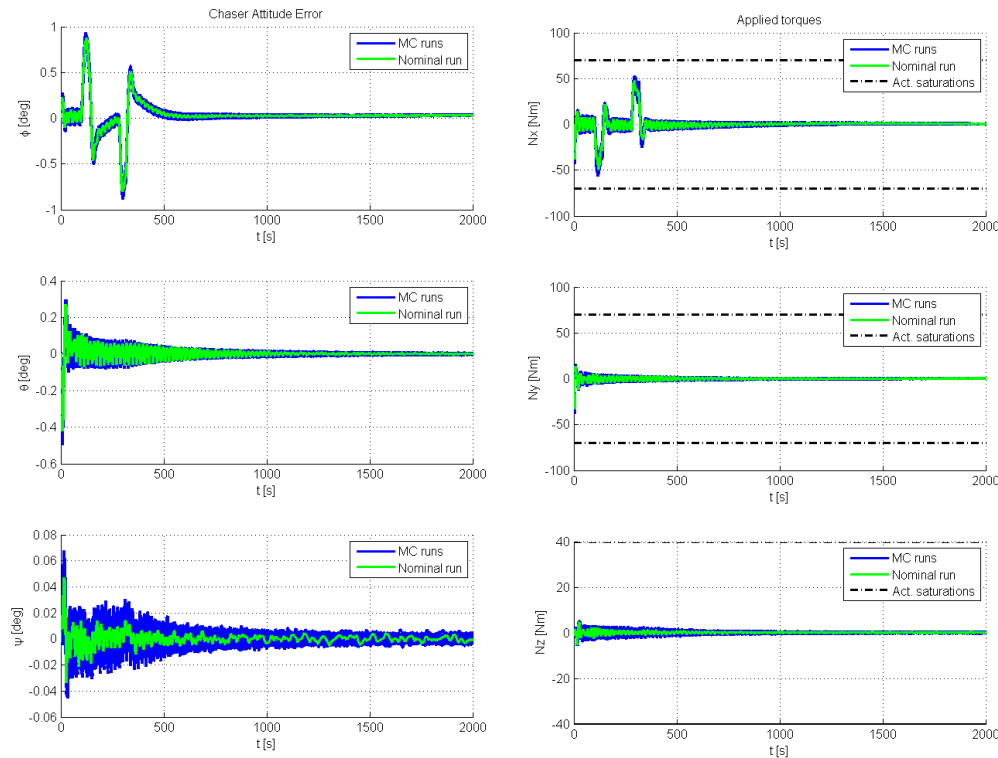 Chaser Attitude Error
1
0.5
0
-0.5
-1
ϕ [deg]
MC runs
Nominal run
0 500 1000 1500 2000
t [s]
Applied torques
100
50
0
-50
-100
Nx [Nm]
MC runs
Nominal run
Act. saturations
0 500 1000 1500 2000
t [s]
0.4
0.2
0
-0.2
-0.4
-0.6
θ [deg]
MC runs
Nominal run
0 500 1000 1500 2000
t [s]
100
50
0
-50
-100
Ny [Nm]
MC runs
Nominal run
Act. saturations
0 500 1000 1500 2000
t [s]
0.08
0.06
0.04
0.02
0
-0.02
-0.04
-0.06
Ψ [deg]
MC runs
Nominal run
0 500 1000 1500 2000
t [s]
40
20
0
-20
-40
Nz [Nm]
MC runs
Nominal run
Act. saturations
0 500 1000 1500 2000
t [s]